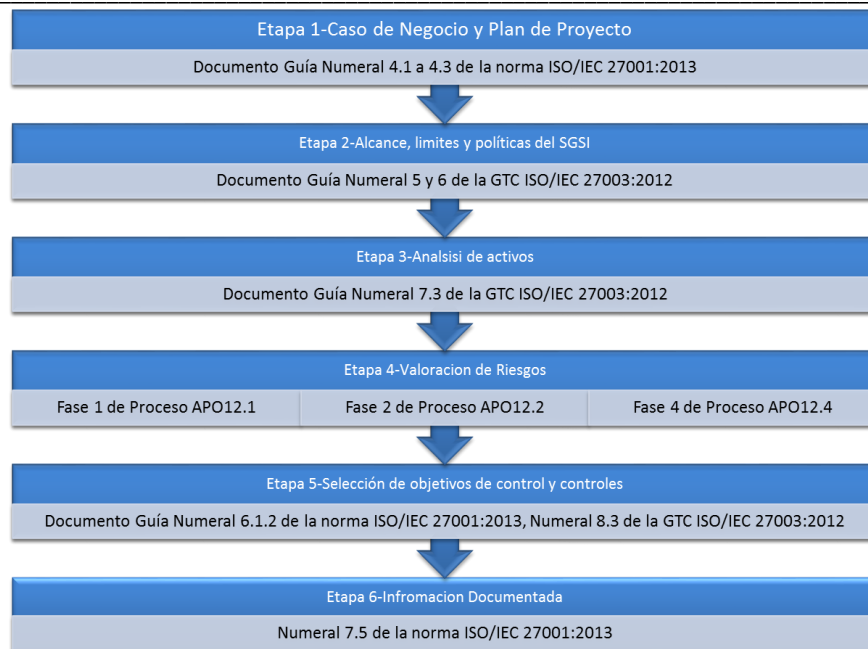 Etapa 1-Caso de Negocio y Plan de Proyecto
Documento Guía Numeral 4.1 a 4.3 de la norma ISO/IEC 27001:2013
Etapa 2-Alcance, limites y políticas del SGSI
Documento Guía Numeral 5 y 6 de la GTC ISO/IEC 27003:2012
Etapa 3-Analsisi de activos
Documento Guía Numeral 7.3 de la GTC ISO/IEC 27003:2012
Etapa 4-Valoracion de Riesgos
Fase 1 de Proceso APO12.1
Fase 2 de Proceso APO12.2
Fase 4 de Proceso APO12.4
Etapa 5-Selección de objetivos de control y controles
Documento Guía Numeral 6.1.2 de la norma ISO/IEC 27001:2013, Numeral 8.3 de la GTC ISO/IEC 27003:2012
Etapa 6-Infromacion Documentada
Numeral 7.5 de la norma ISO/IEC 27001:2013